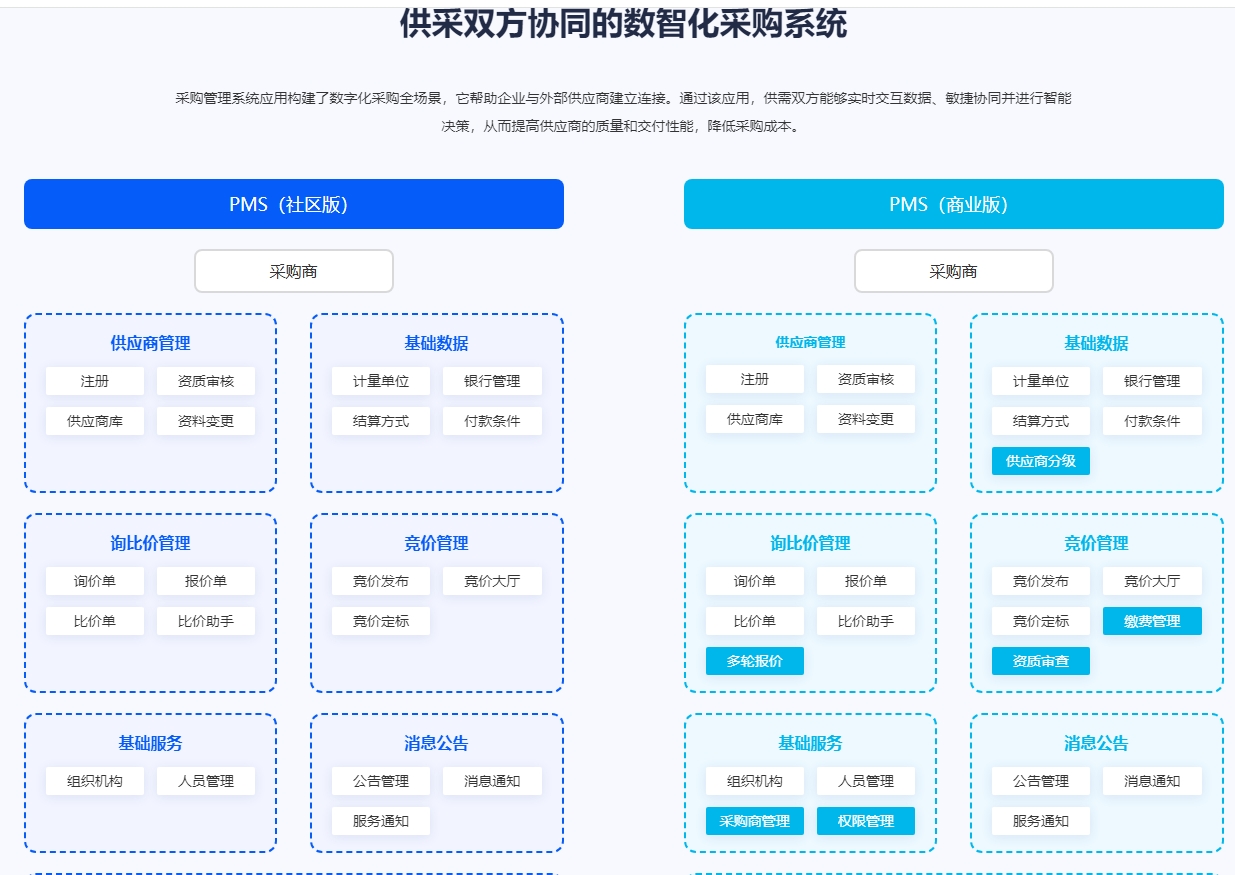 供采双方协同的数智化采购系统
采购管理系统应用构建了数字化采购全场景，它帮助企业与外部供应商建立连接。通过该应用，供需双方能够实时交互数据、敏捷协同并进行智能
决策，从而提高供应商的质量和交付性能，降低采购成本。
PMS（社区版）
采购商
供应商管理
注册
资质审核
供应商库
资料变更
基础数据
计量单位
银行管理
结算方式
付款条件
询比价管理
询价单
报价单
比价单
比价助手
竞价管理
竞价发布
竞价大厅
竞价定标
基础服务
组织机构
人员管理
消息公告
公告管理
消息通知
服务通知
PMS（商业版）
采购商
供应商管理
注册
资质审核
供应商库
资料变更
基础数据
计量单位
银行管理
结算方式
付款条件
供应商分级
询比价管理
询价单
报价单
比价单
比价助手
多轮报价
竞价管理
竞价发布
竞价大厅
竞价定标
缴费管理
资质审查
基础服务
组织机构
人员管理
采购商管理
权限管理
消息公告
公告管理
消息通知
服务通知